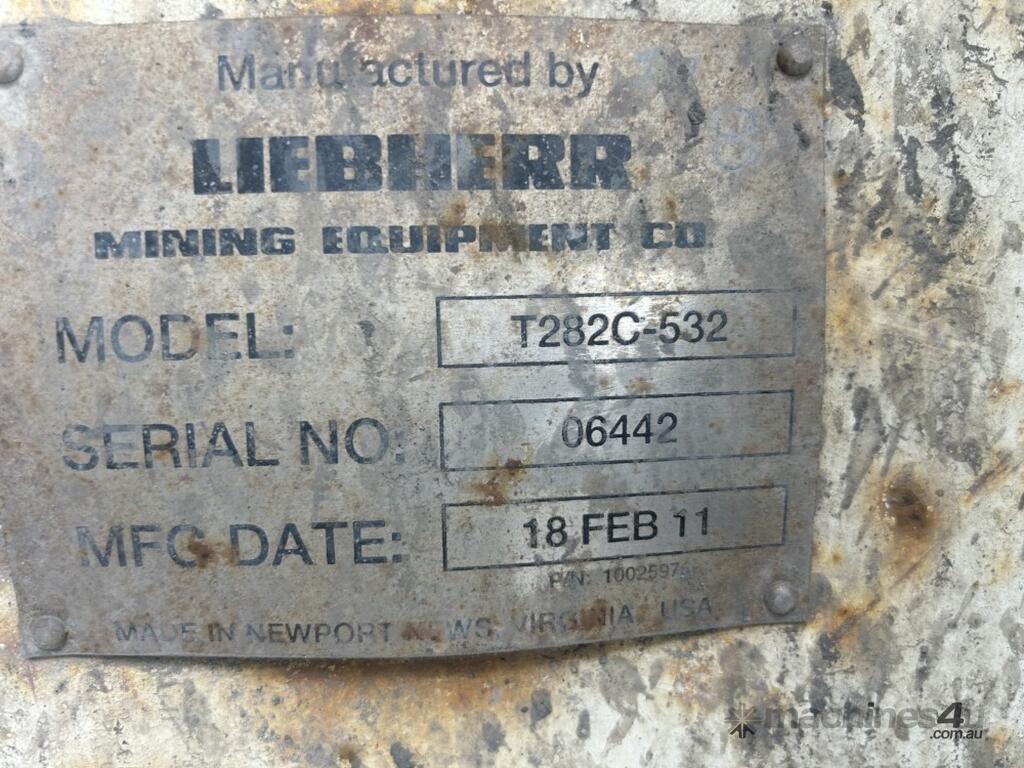 Manufactured by
LIEBHERR
8
MINING EQUIPMENT CO.
MODEL: T282C-532
SERIAL NO: 06442
MFG DATE: 18 FEB 11
P/N:
MADE IN NEWPORT NEWS, VIRGINIA, USA
machines4u
.com.au